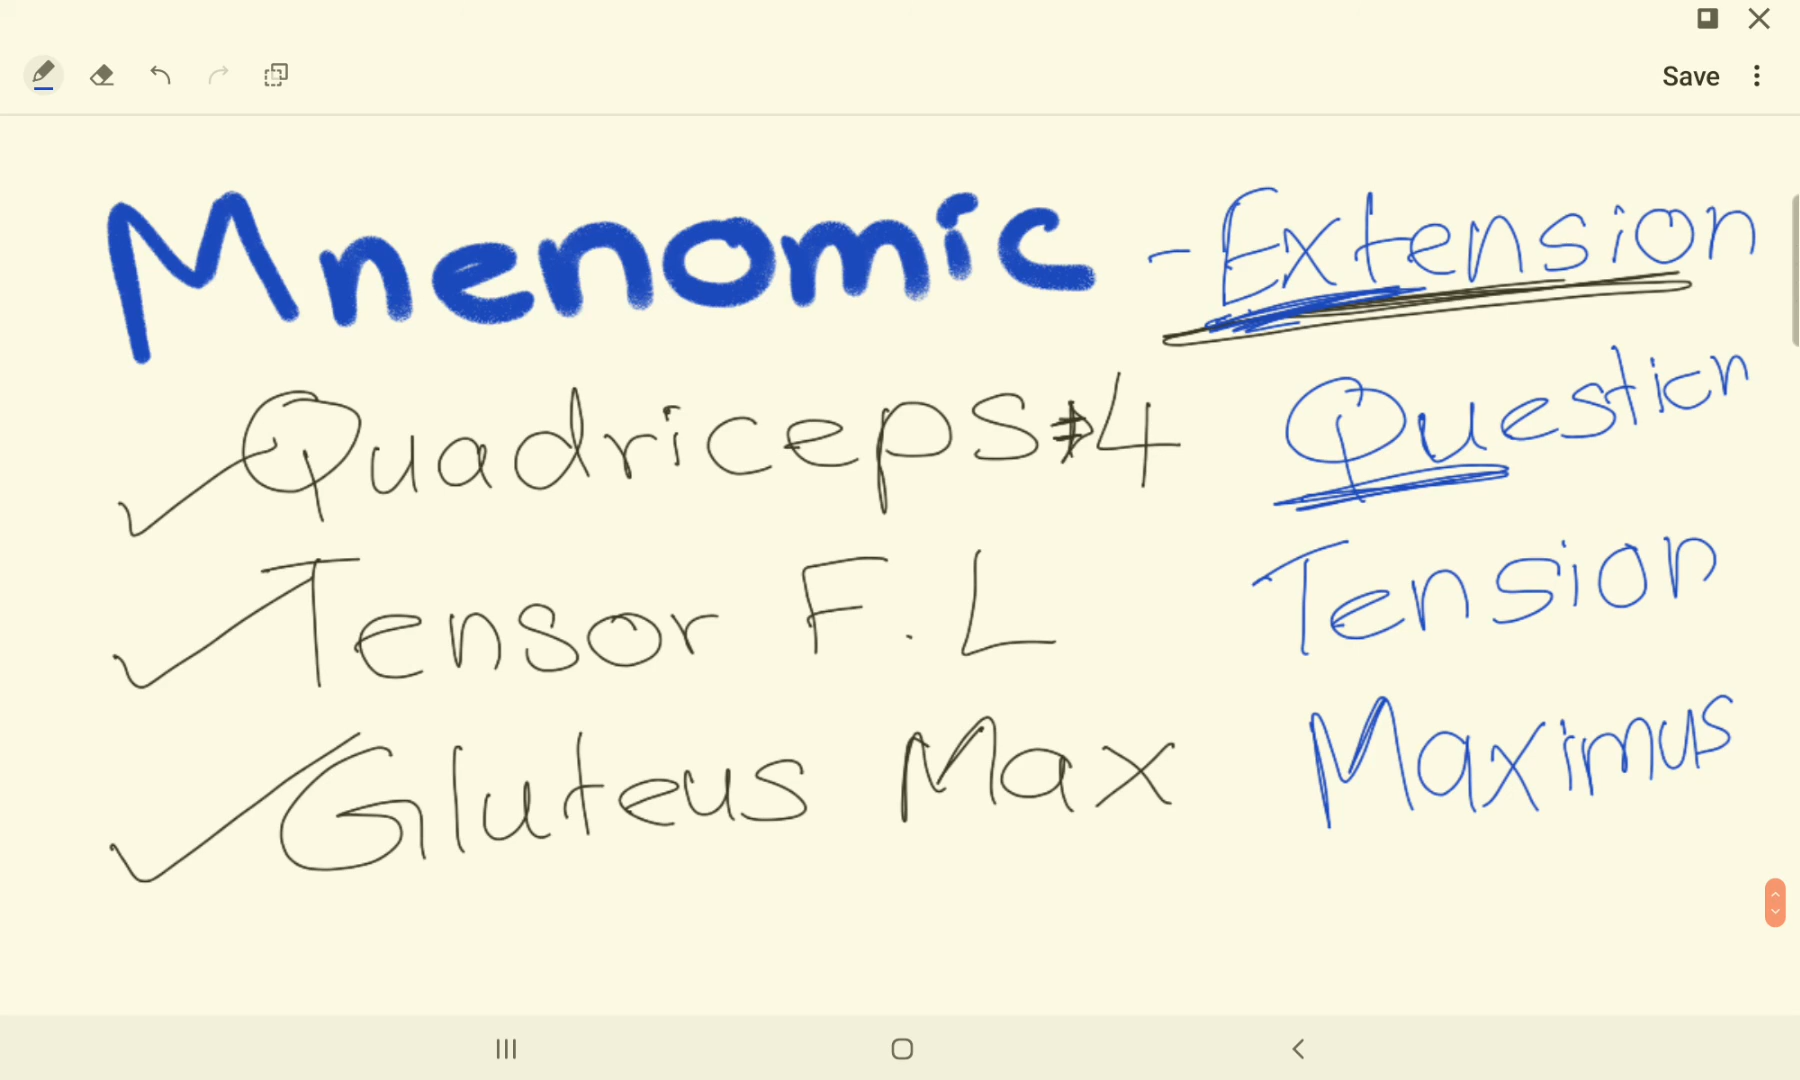 Save
Mnenomic - Extension
Quadriceps 4 Question
Tensor F.L Tension
Gluteus Max Maximus